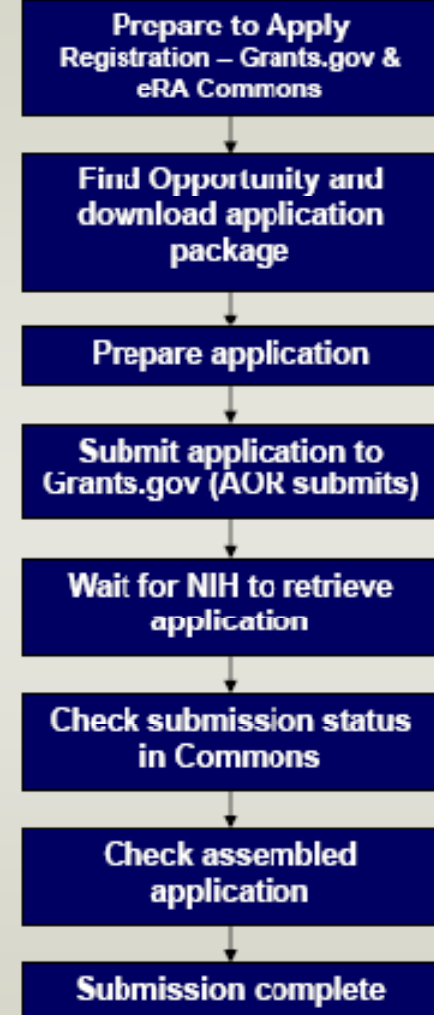 Prepare to Apply
Registration – Grants.gov &
eRA Commons
Find Opportunity and
download application
package
Prepare application
Submit application to
Grants.gov (AOR submits)
Wait for NIH to retrieve
application
Check submission status
in Commons
Check assembled
application
Submission complete